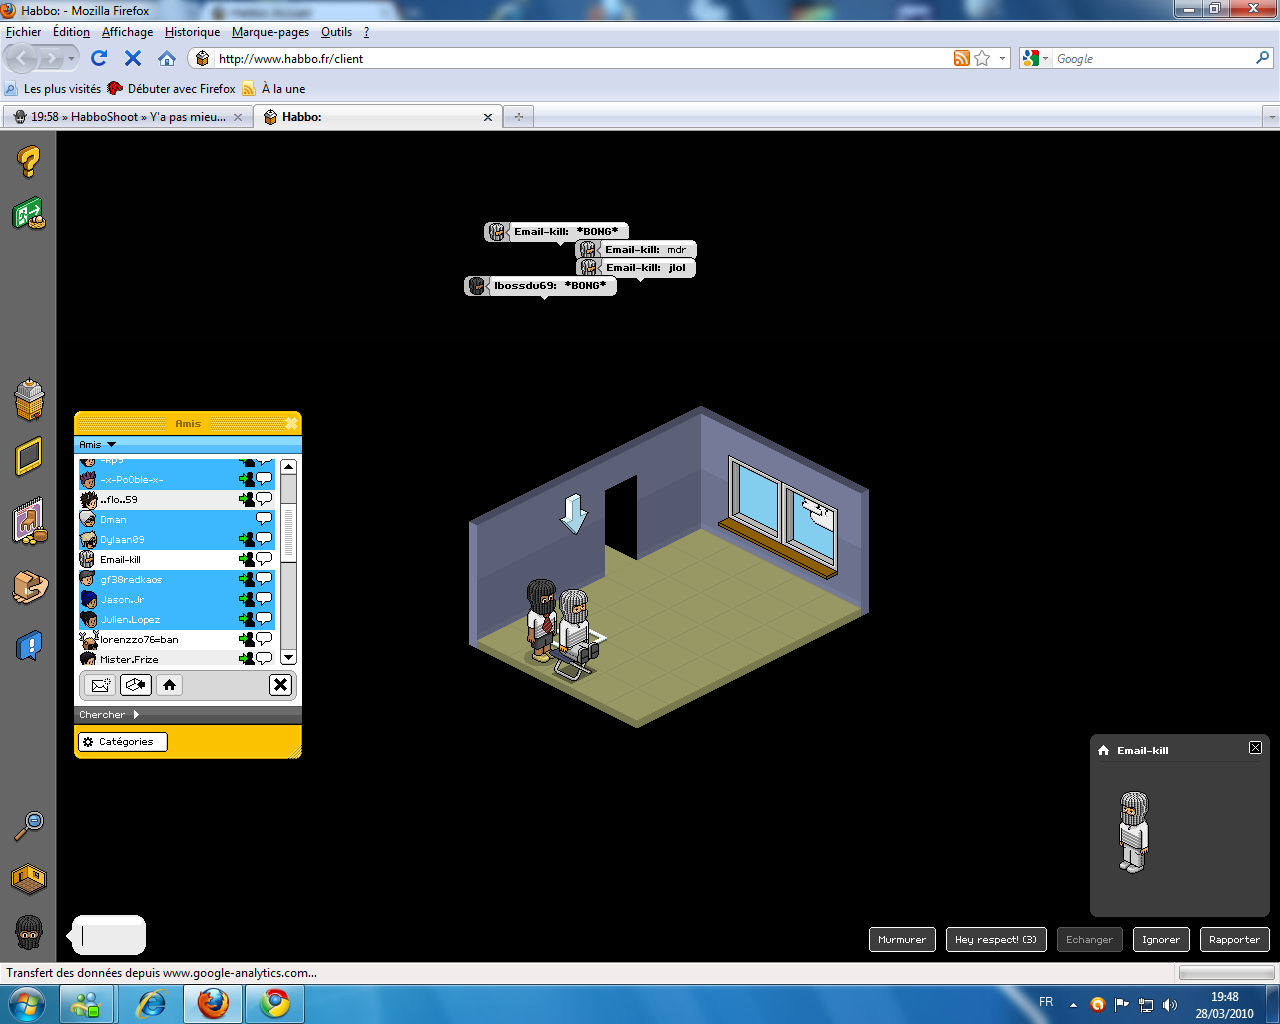 Habbo: - Mozilla Firefox
Fichier Édition Affichage Historique Marque-pages Outils ?
http://www.habbo.fr/client
Google
Les plus visités Débuter avec Firefox À la une
19:58 » HabboShoot » Y'a pas mieu...
Habbo:
Email-kill: *BONG*
Email-kill: mdr
Email-kill: jlol
lbossdu69: *BONG*
Amis
Amis
-Rp9
-x-Po0ble-x-
..flo..59
Dman
Dylaan09
Email-kill
gf38redkaos
Jason.Jr
Julien.Lopez
lorenzzo76=ban
Mister.Frize
Chercher
Catégories
Email-kill
Murmurer Hey respect! (3) Echanger Ignorer Rapporter
Transfert des données depuis www.google-analytics.com...
FR
19:48
28/03/2010